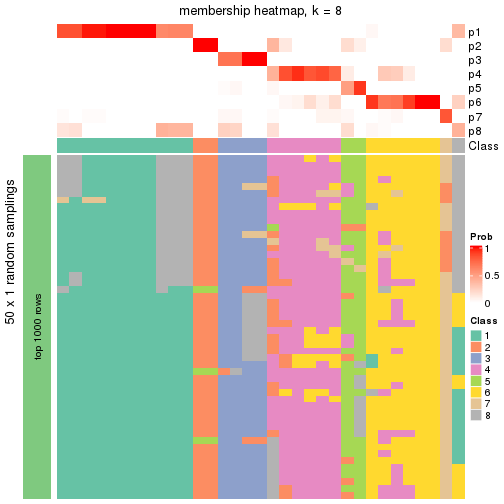 membership heatmap, k = 8
p1
p2
p3
p4
p5
p6
p7
p8
Class
50 x 1 random samplings
top 1000 rows
Prob
1
0.5
0
Class
1
2
3
4
5
6
7
8